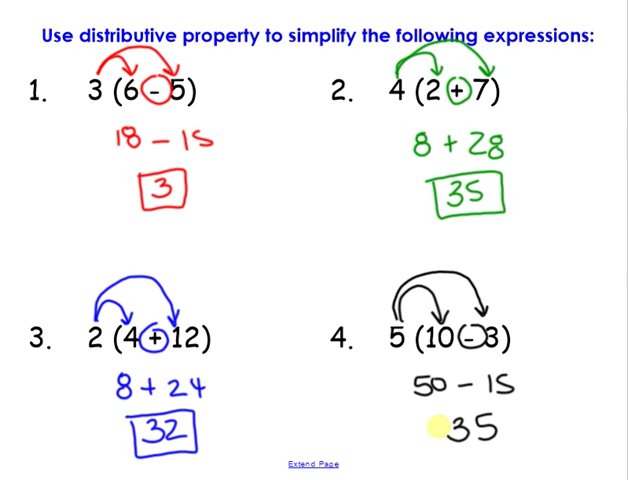 Use distributive property to simplify the following expressions:
1. 3 (6 - 5)
18 - 15
3
2. 4 (2 + 7)
8 + 28
35
3. 2 (4 + 12)
8 + 24
32
4. 5 (10 - 3)
50 - 15
35
Extend Page